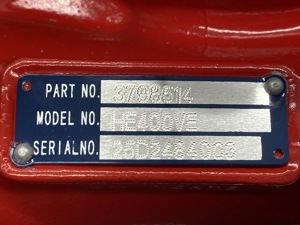 PART NO. 3798514
MODEL NO. HE400VE
SERIALNO.